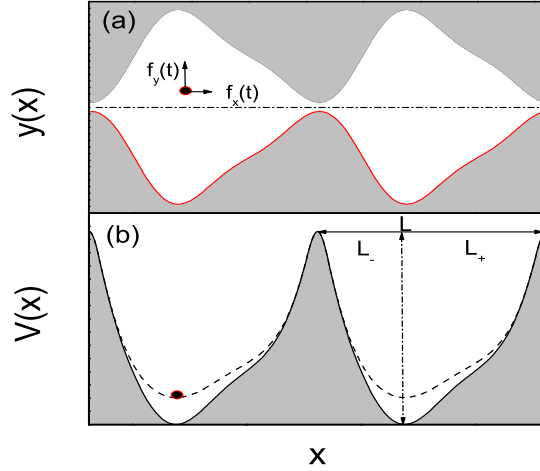 (a)
f_y(t)
f_x(t)
y(x)
(b)
L
L_-
L_+
V(x)
x